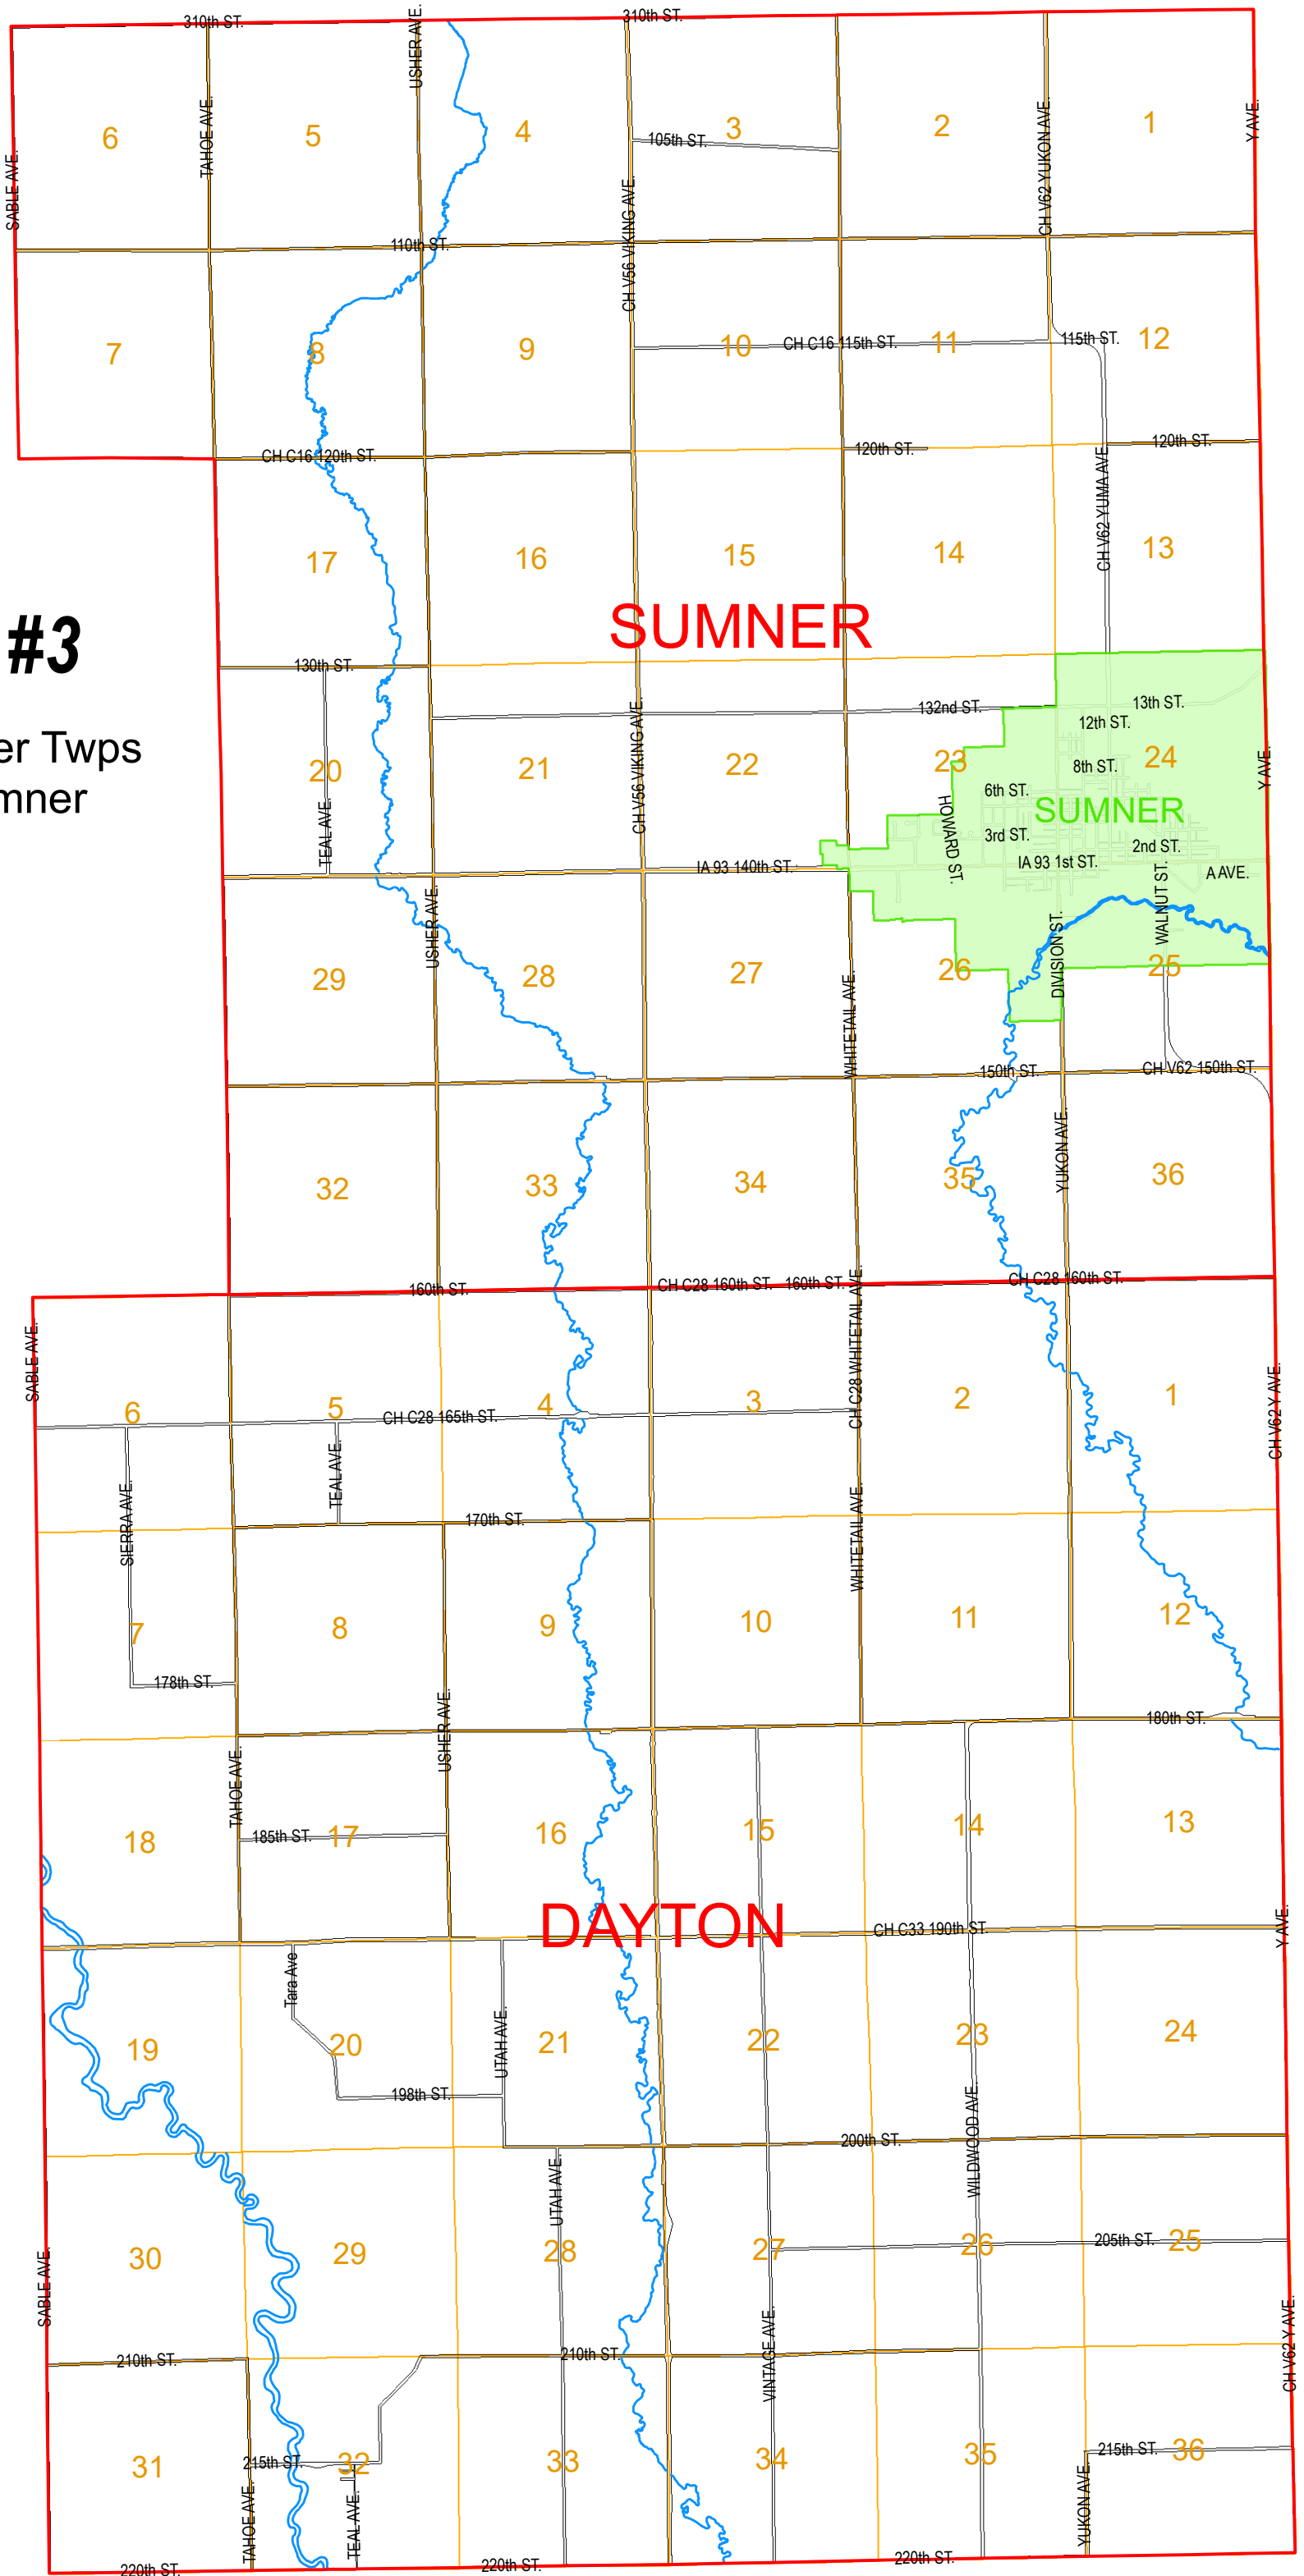 310th ST.
310th ST.
USHER AVE.
SABLE AVE.
TAHOE AVE.
6
5
4
3
2
1
105th ST.
CH V62 YUKON AVE.
Y AVE.
CH V56 VIKING AVE.
110th ST.
7
8
9
10
CH C16 115th ST.
11
115th ST.
12
CH C16 120th ST.
120th ST.
120th ST.
CH V62 YUMA AVE
17
16
15
14
13
SUMNER
#3
er Twps
mner
130th ST.
132nd ST.
13th ST.
12th ST.
20
21
22
23
24
8th ST.
6th ST.
SUMNER
3rd ST.
2nd ST.
IA 93 1st ST.
A AVE.
TEAL AVE.
CH V56 VIKING AVE.
HOWARD ST.
WALNUT ST.
Y AVE.
IA 93 140th ST.
USHER AVE.
DIVISION ST.
29
28
27
26
25
WHITETAIL AVE.
150th ST.
CH V62 150th ST.
YUKON AVE.
32
33
34
35
36
160th ST.
CH C28 160th ST.
160th ST.
CH C28 160th ST.
SABLE AVE.
CH C28 WHITETAIL AVE.
CH V62 Y AVE.
6
5
4
3
2
1
CH C28 165th ST.
SIERRA AVE.
TEAL AVE.
170th ST.
WHITETAIL AVE.
7
8
9
10
11
12
178th ST.
USHER AVE.
180th ST.
TAHOE AVE.
18
185th ST.
17
16
15
14
13
DAYTON
CH C33 190th ST.
Y AVE.
Tara Ave
UTAH AVE.
19
20
21
22
23
24
198th ST.
WILDWOOD AVE.
200th ST.
UTAH AVE.
30
29
28
27
26
205th ST.
25
SABLE AVE.
VINTAGE AVE.
CH V62 Y AVE.
210th ST.
210th ST.
31
215th ST.
32
33
34
35
215th ST.
36
TAHOE AVE.
TEAL AVE.
YUKON AVE.
220th ST.
220th ST.
220th ST.